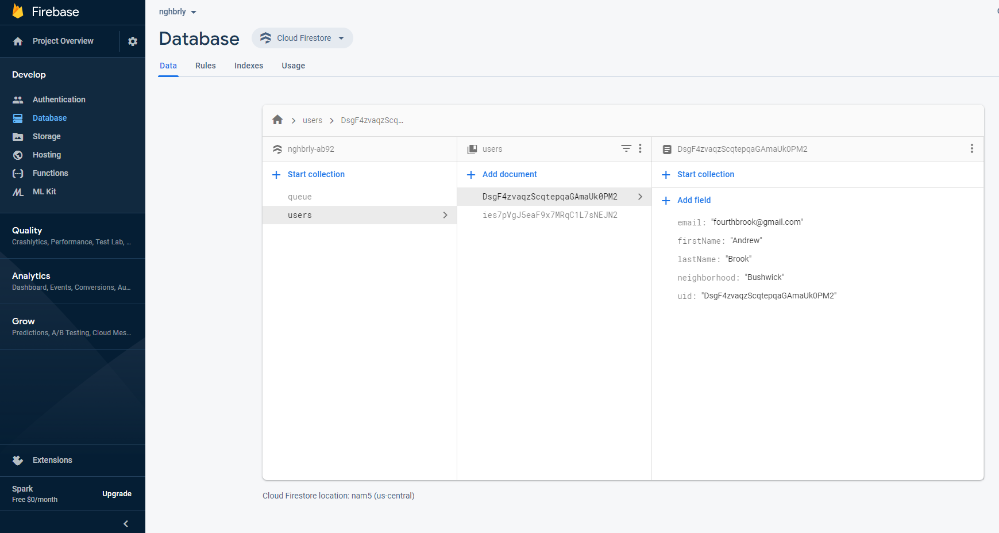 Firebase
Project Overview
Develop
Authentication
Database
Storage
Hosting
Functions
ML Kit
Quality
Crashlytics, Performance, Test Lab, ...
Analytics
Dashboard, Events, Conversions, Au...
Grow
Predictions, A/B Testing, Cloud Mes...
Extensions
Spark
Free $0/month
Upgrade
nghbrly
Database
Cloud Firestore
Data Rules Indexes Usage
users
DsgF4zvaqzScq...
nghbrly-ab92
Start collection
queue
users
users
Add document
DsgF4zvaqzScqtepqaGAmaUk0PM2
ies7pVgJ5eaF9x7MRqC1L7sNEJN2
DsgF4zvaqzScqtepqaGAmaUk0PM2
Start collection
Add field
email: "fourthbrook@gmail.com"
firstName: "Andrew"
lastName: "Brook"
neighborhood: "Bushwick"
uid: "DsgF4zvaqzScqtepqaGAmaUk0PM2"
Cloud Firestore location: nam5 (us-central)